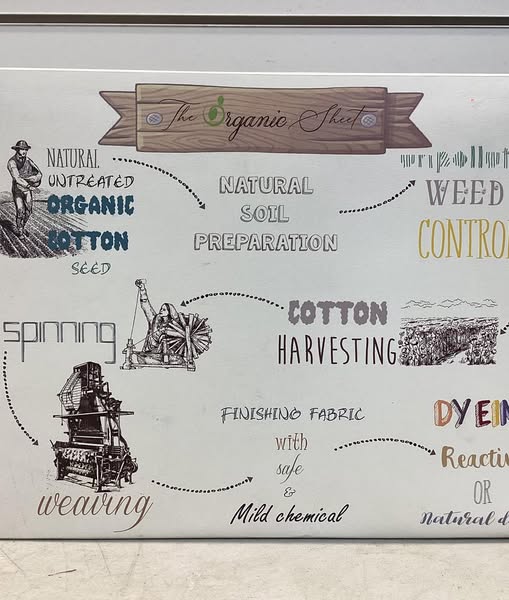 The Organic Sheet
NATURAL
UNTREATED
ORGANIC
COTTON
SEED
NATURAL
SOIL
PREPARATION
WEED
CONTRO
COTTON
HARVESTING
spinning
weaving
FINISHING FABRIC
with
safe
&
Mild chemical
DYEIN
Reactiv
OR
Natural d